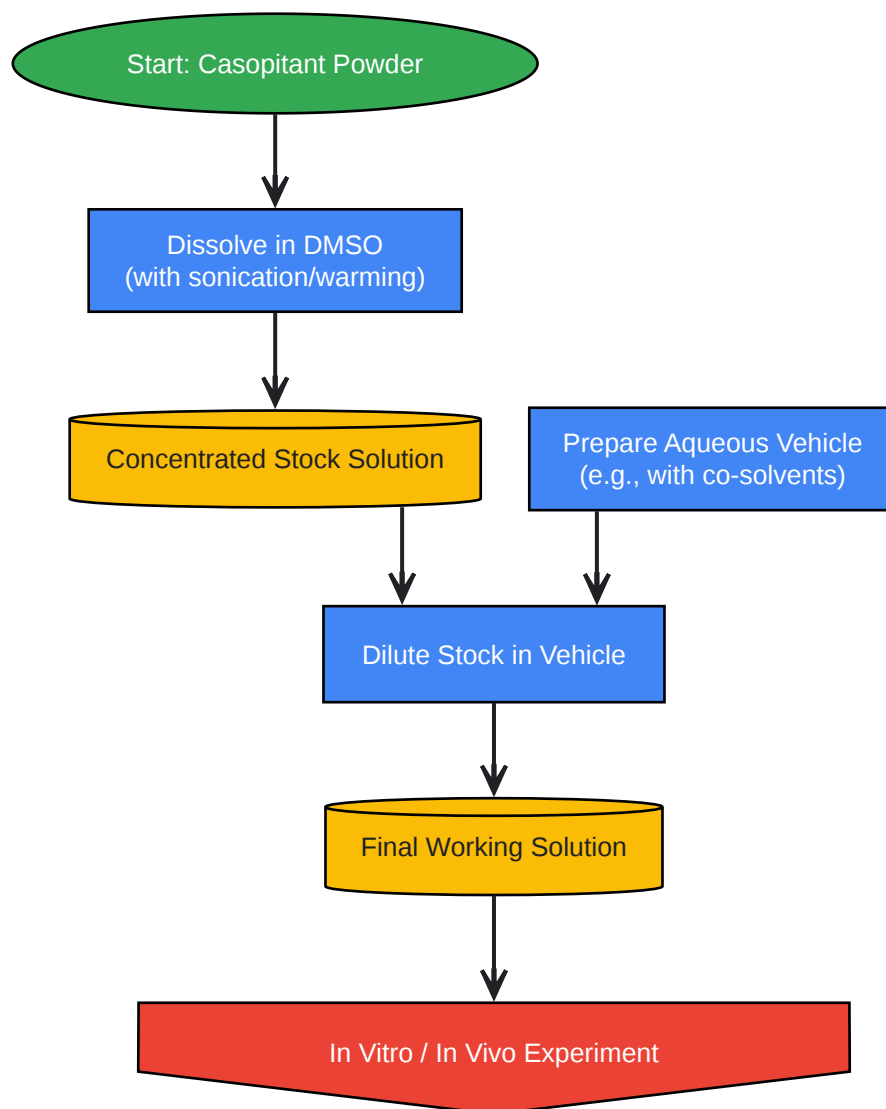 Start: Casopitant Powder
Dissolve in DMSO
(with sonication/warming)
Concentrated Stock Solution
Prepare Aqueous Vehicle
(e.g., with co-solvents)
Dilute Stock in Vehicle
Final Working Solution
In Vitro / In Vivo Experiment